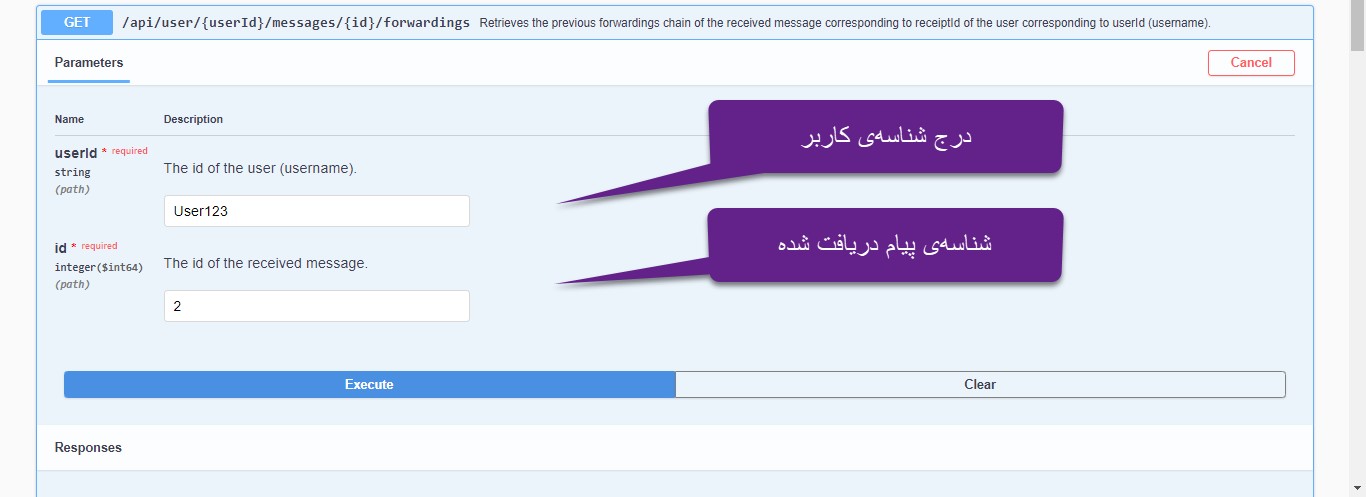 GET /api/user/{userId}/messages/{id}/forwardings Retrieves the previous forwardings chain of the received message corresponding to receiptId of the user corresponding to userId (username).
Parameters
Cancel
Name Description
userId * required
string
(path)
The id of the user (username).
User123
درج شناسه‌ی کاربر
id * required
integer($int64)
(path)
The id of the received message.
2
شناسه‌ی پیام دریافت شده
Execute Clear
Responses